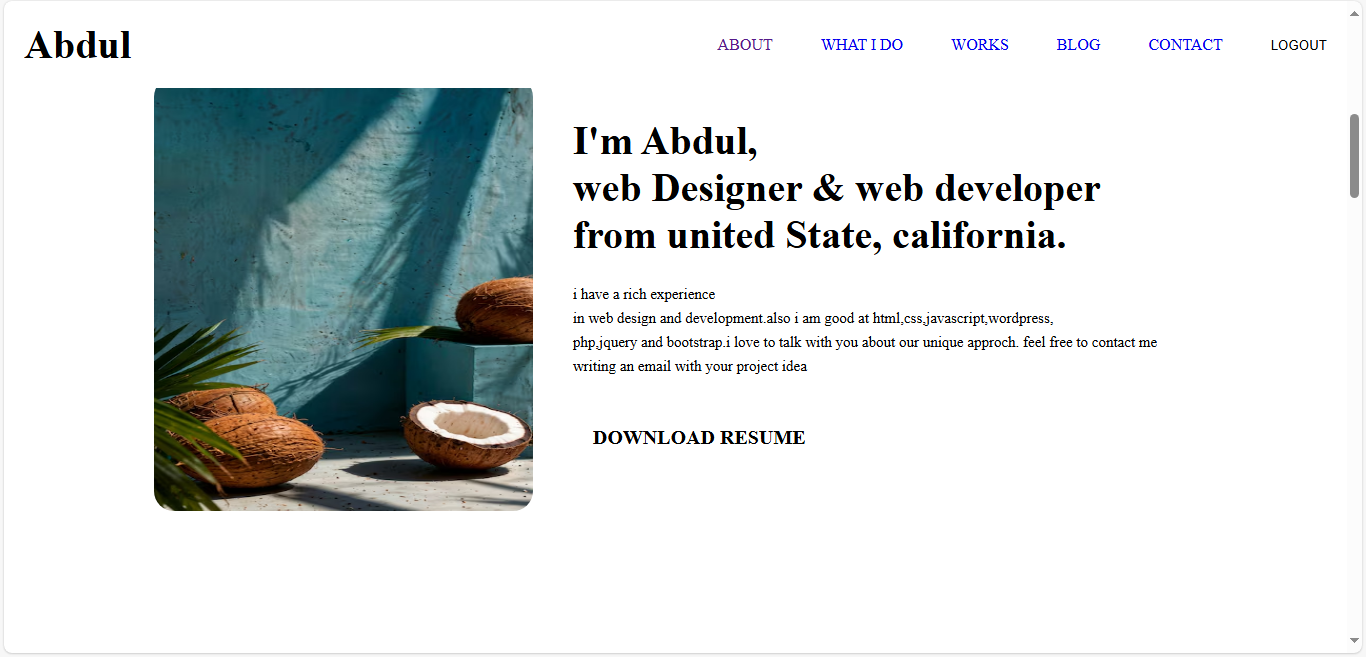 Abdul
ABOUT WHAT I DO WORKS BLOG CONTACT LOGOUT
I'm Abdul,
web Designer & web developer
from united State, california.
i have a rich experience
in web design and development.also i am good at html,css,javascript,wordpress,
php,jquery and bootstrap.i love to talk with you about our unique approch. feel free to contact me
writing an email with your project idea
DOWNLOAD RESUME